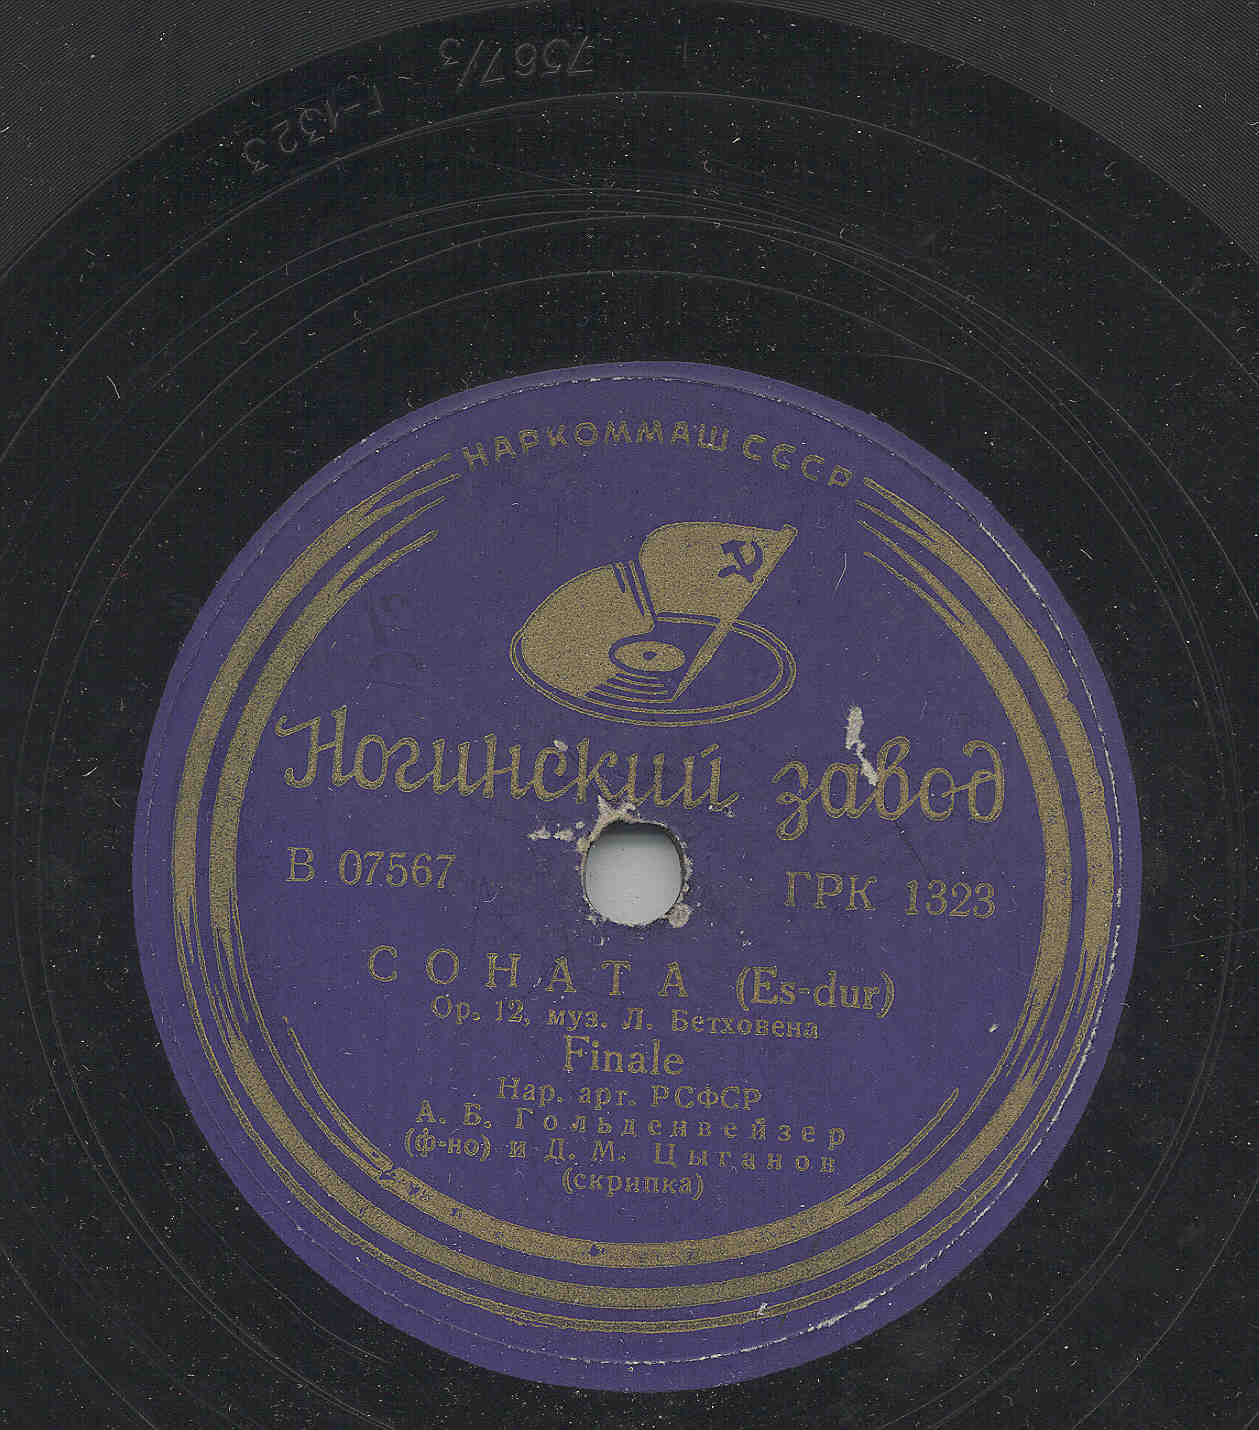 7567/3
Г-1323
НАРКОММАШ СССР
Ногинский завод
В 07567 ГРК 1323
СОНАТА (Es-dur)
Op. 12, муз. Л. Бетховена
Finale
Нар. арт. РСФСР
А. Б. Гольденвейзер
(ф-но) и Д. М. Цыганов
(скрипка)